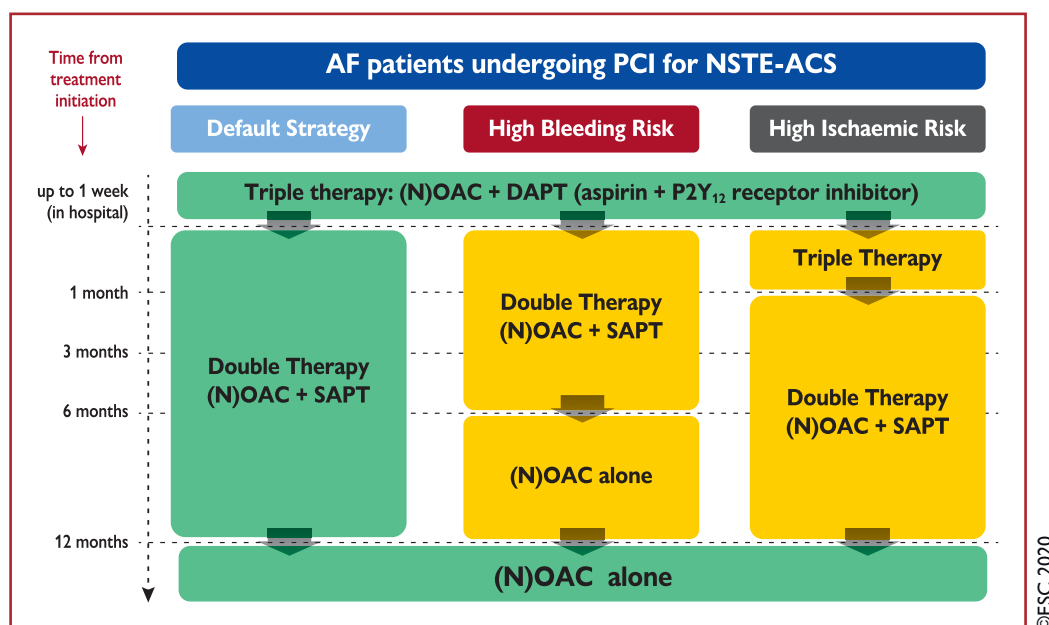 Time from
treatment
initiation
AF patients undergoing PCI for NSTE-ACS
Default Strategy
High Bleeding Risk
High Ischaemic Risk
up to 1 week
(in hospital)
Triple therapy: (N)OAC + DAPT (aspirin + P2Y₁₂ receptor inhibitor)
Triple Therapy
1 month
Double Therapy
(N)OAC + SAPT
3 months
Double Therapy
(N)OAC + SAPT
6 months
Double Therapy
(N)OAC + SAPT
(N)OAC alone
12 months
(N)OAC alone
©ESC 2020